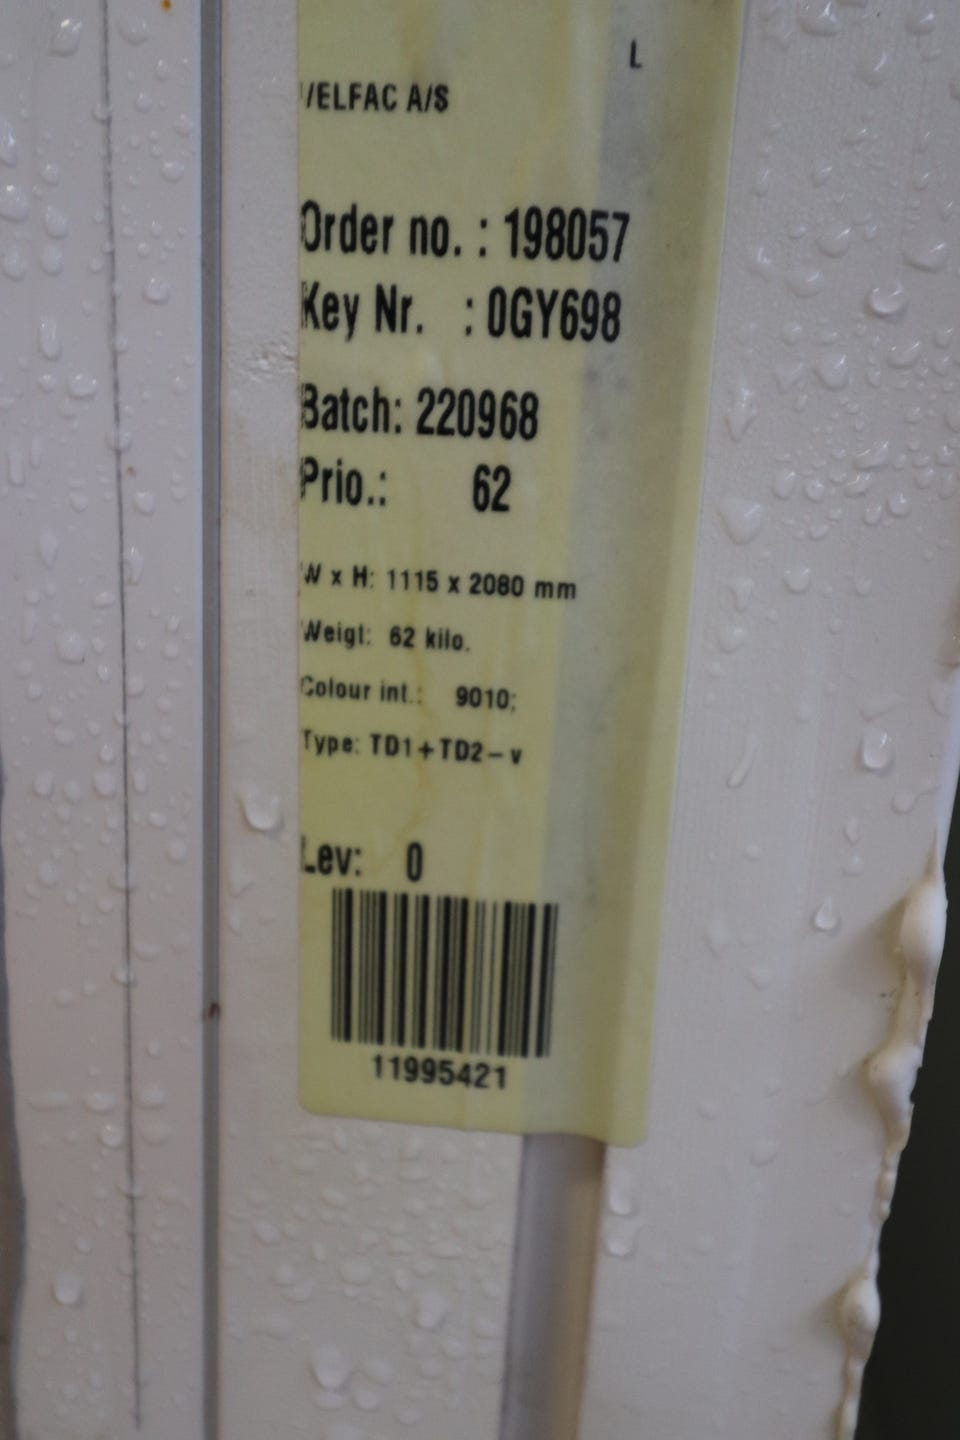 L
VELFAC A/S
Order no. : 198057
Key Nr. : 0GY698
Batch: 220968
Prio.: 62
W x H: 1115 x 2080 mm
Weigt: 62 kilo.
Colour int.: 9010;
Type: TD1+TD2-v
Lev: 0
11995421